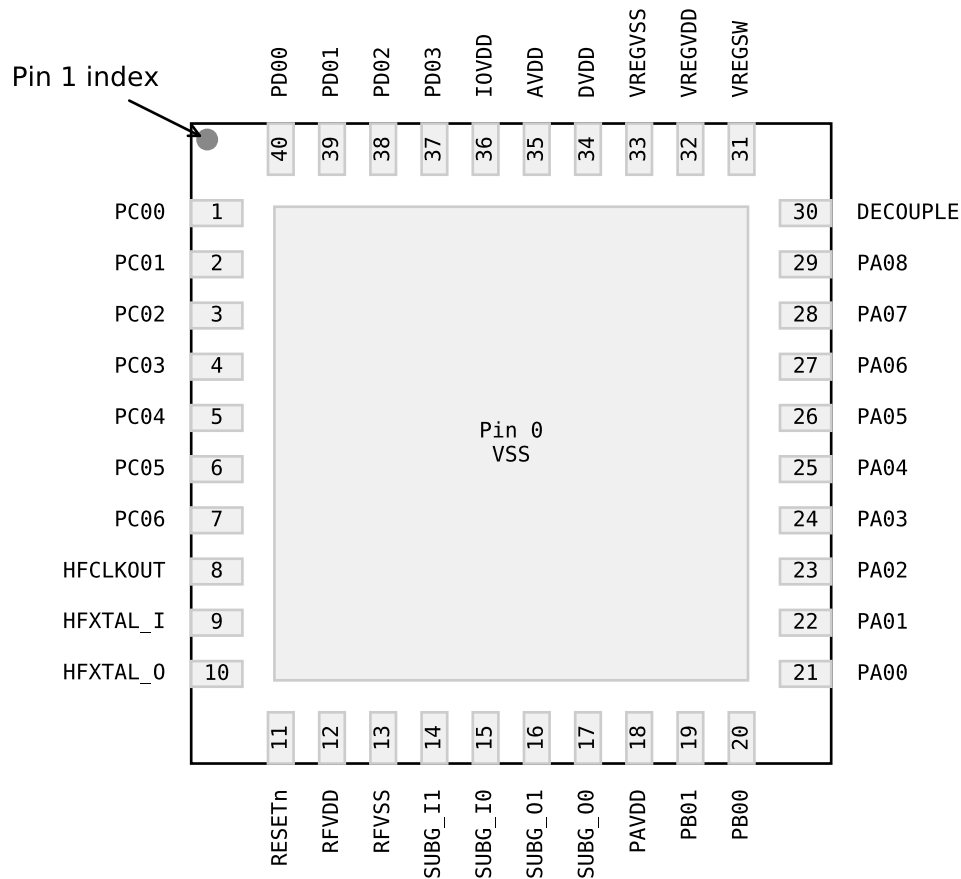 Pin 1 index
PD00
PD01
PD02
PD03
IOVDD
AVDD
DVDD
VREGVSS
VREGVDD
VREGSW
40
39
38
37
36
35
34
33
32
31
PC00 1
30 DECOUPLE
PC01 2
29 PA08
PC02 3
28 PA07
PC03 4
27 PA06
PC04 5
26 PA05
Pin 0
VSS
PC05 6
25 PA04
PC06 7
24 PA03
HFCLKOUT 8
23 PA02
HFXTAL_I 9
22 PA01
HFXTAL_O 10
21 PA00
11
12
13
14
15
16
17
18
19
20
RESETn
RFVDD
RFVSS
SUBG_I1
SUBG_I0
SUBG_O1
SUBG_O0
PAVDD
PB01
PB00